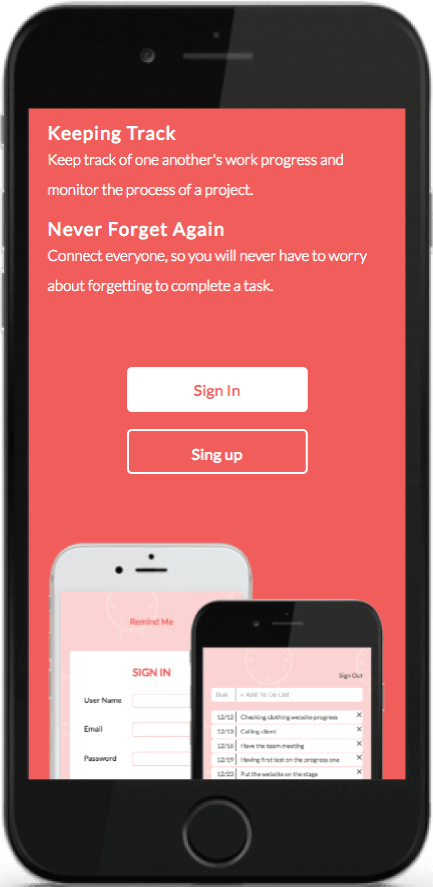 Keeping Track
Keep track of one another's work progress and
monitor the process of a project.
Never Forget Again
Connect everyone, so you will never have to worry
about forgetting to complete a task.
Sign In
Sing up
Remind Me
SIGN IN
User Name
Email
Password
Sign Out
Due + Add To Do List
12/12 Checking clothing website progress ×
12/13 Calling client ×
12/16 Have the team meeting ×
12/19 Having first test on the progress one ×
12/23 Put the website on the stage ×